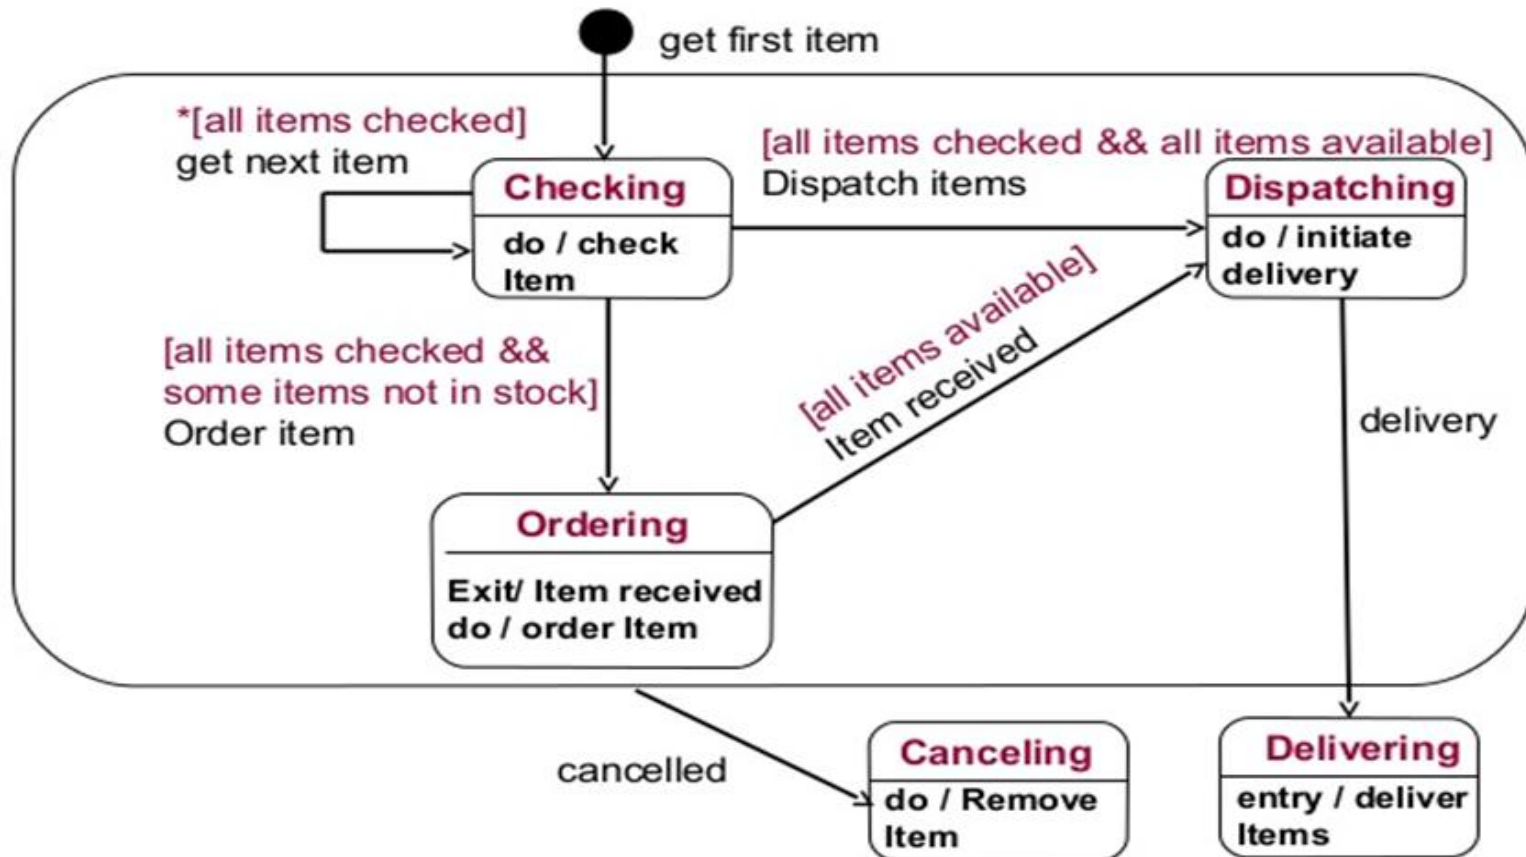 get first item
*[all items checked]
get next item
[all items checked && all items available]
Dispatch items
Checking
do / check
Item
Dispatching
do / initiate
delivery
[all items checked &&
some items not in stock]
Order item
[all items available]
Item received
delivery
Ordering
Exit/ Item received
do / order Item
cancelled
Canceling
do / Remove
Item
Delivering
entry / deliver
Items